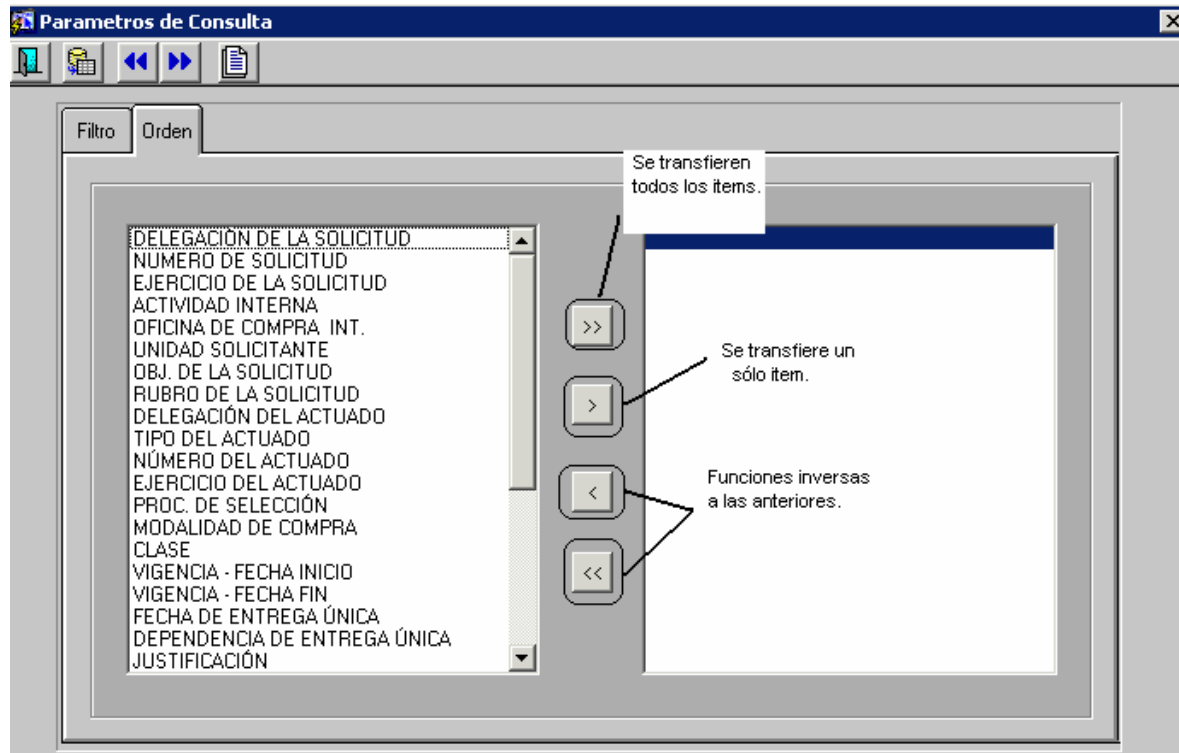 Parametros de Consulta
Filtro
Orden
Se transfieren
todos los items.
DELEGACIÓN DE LA SOLICITUD
NUMERO DE SOLICITUD
EJERCICIO DE LA SOLICITUD
ACTIVIDAD INTERNA
OFICINA DE COMPRA INT.
UNIDAD SOLICITANTE
OBJ. DE LA SOLICITUD
RUBRO DE LA SOLICITUD
DELEGACIÓN DEL ACTUADO
TIPO DEL ACTUADO
NÚMERO DEL ACTUADO
EJERCICIO DEL ACTUADO
PROC. DE SELECCIÓN
MODALIDAD DE COMPRA
CLASE
VIGENCIA - FECHA INICIO
VIGENCIA - FECHA FIN
FECHA DE ENTREGA ÚNICA
DEPENDENCIA DE ENTREGA ÚNICA
JUSTIFICACIÓN
>>
>
<
<<
Se transfiere un
sólo item.
Funciones inversas
a las anteriores.